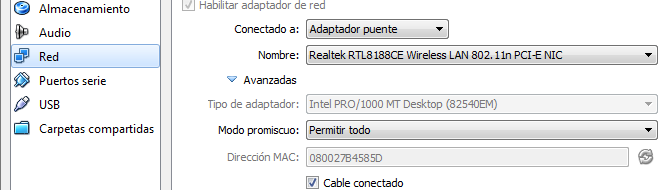 Almacenamiento
Audio
Red
Puertos serie
USB
Carpetas compartidas
Habilitar adaptador de red
Conectado a: Adaptador puente
Nombre: Realtek RTL8188CE Wireless LAN 802.11n PCI-E NIC
Avanzadas
Tipo de adaptador: Intel PRO/1000 MT Desktop (82540EM)
Modo promiscuo: Permitir todo
Dirección MAC: 080027B4585D
Cable conectado